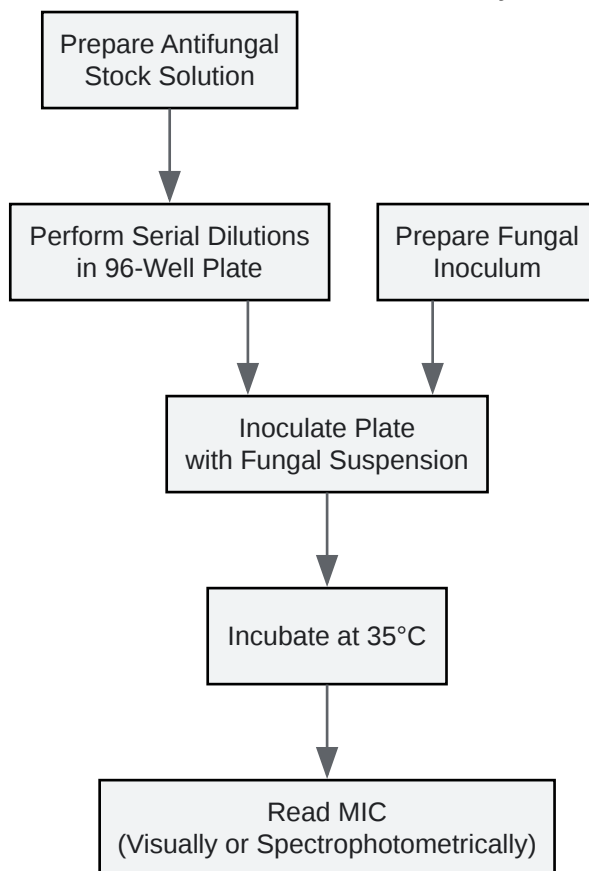 Prepare Antifungal
Stock Solution
Perform Serial Dilutions
in 96-Well Plate
Prepare Fungal
Inoculum
Inoculate Plate
with Fungal Suspension
Incubate at 35°C
Read MIC
(Visually or Spectrophotometrically)